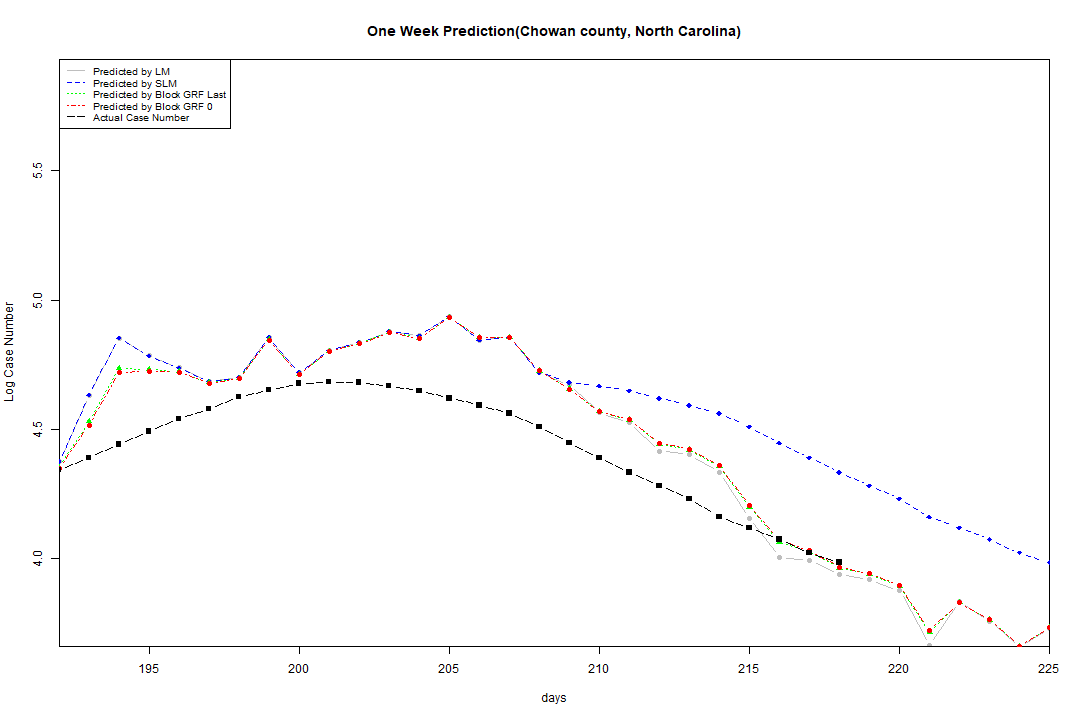 One Week Prediction(Chowan county, North Carolina)
Predicted by LM
Predicted by SLM
Predicted by Block GRF Last
Predicted by Block GRF 0
Actual Case Number
5.5
5.0
4.5
4.0
Log Case Number
195 200 205 210 215 220 225
days